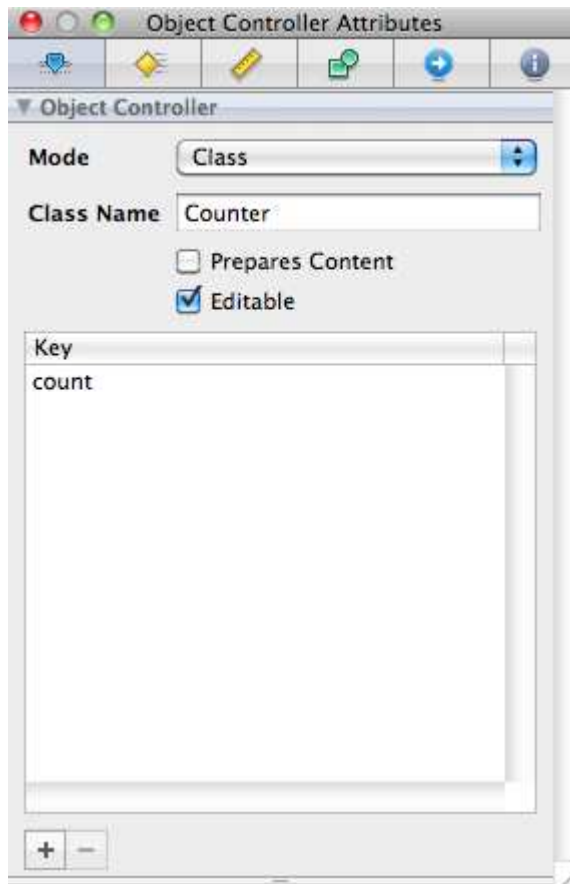 Object Controller Attributes
Object Controller
Mode Class
Class Name Counter
Prepares Content
Editable
Key
count